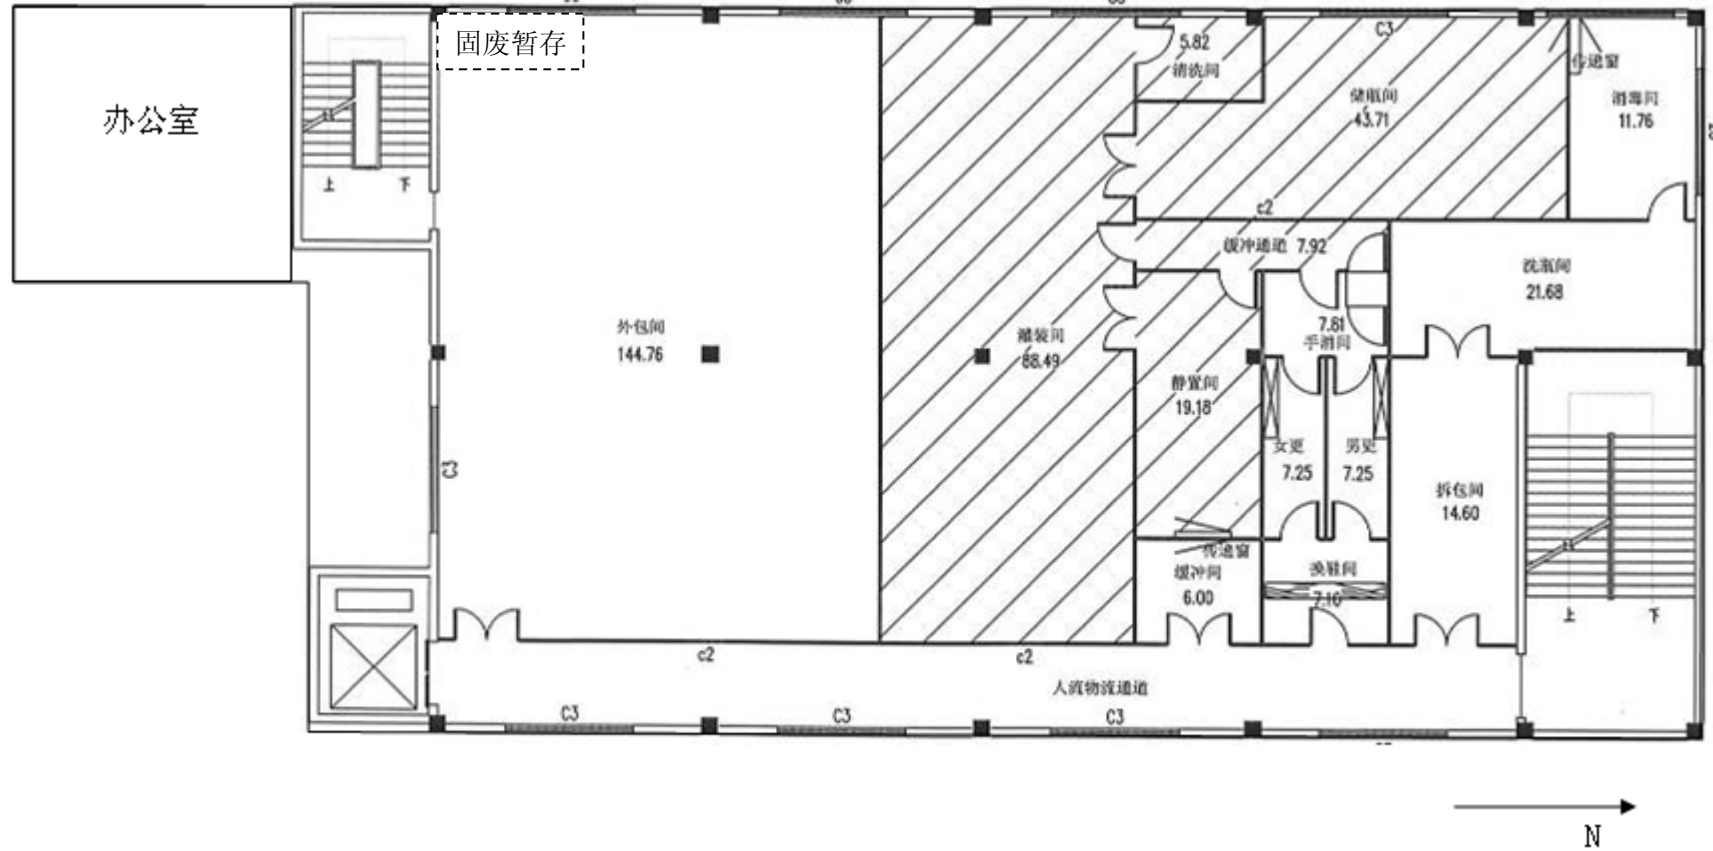 固废暂存
办公室
上
下
外包间
144.76
灌装间
88.49
5.82
清洗间
C3
储瓶间
43.71
传递窗
消毒间
11.76
c2
缓冲通道 7.92
洗瓶间
21.68
7.81
手消间
静置间
19.18
女更
7.25
男更
7.25
拆包间
14.60
C3
传递窗
缓冲间
6.00
换鞋间
7.10
上
下
c2
c2
人流物流通道
C3
C3
C3
N